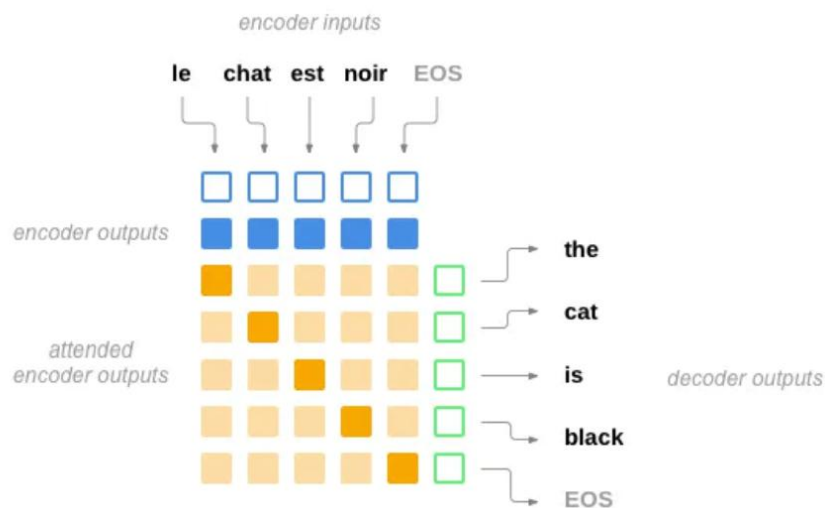 encoder inputs
le chat est noir EOS
encoder outputs
the
cat
attended
encoder outputs
is
decoder outputs
black
EOS